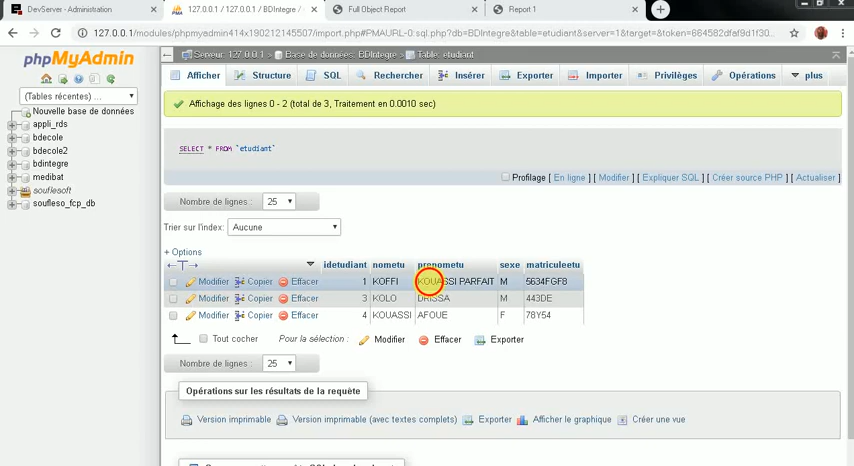 DevServer - Administration × 127.0.0.1 / 127.0.0.1 / BDIntegre / × Full Object Report × Report 1 ×
127.0.0.1/modules/phpmyadmin414x190212145507/import.php#PMAURL-0:sql.php?db=BDIntegre&table=etudiant&server=1&target=&token=664582dfaf9d1f30...
phpMyAdmin
(Tables récentes) ...
Nouvelle base de données
appli_rds
bdecole
bdecole2
bdintegre
medibat
souflesoft
soufleso_fcp_db
Serveur: 127.0.0.1 » Base de données: BDIntegre » Table: etudiant
Afficher Structure SQL Rechercher Insérer Exporter Importer Privilèges Opérations plus
Affichage des lignes 0 - 2 (total de 3, Traitement en 0.0010 sec)
SELECT * FROM `etudiant`
Profilage [ En ligne ] [ Modifier ] [ Expliquer SQL ] [ Créer source PHP ] [ Actualiser ]
Nombre de lignes : 25
Trier sur l'index: Aucune
+ Options
←T→ idetudiant nometu prenometu sexe matriculeetu
Modifier Copier Effacer 1 KOFFI KOUASSI PARFAIT M 5634FGF8
Modifier Copier Effacer 3 KOLO DRISSA M 443DE
Modifier Copier Effacer 4 KOUASSI AFOUE F 78Y54
Tout cocher Pour la sélection : Modifier Effacer Exporter
Nombre de lignes : 25
Opérations sur les résultats de la requête
Version imprimable Version imprimable (avec textes complets) Exporter Afficher le graphique Créer une vue